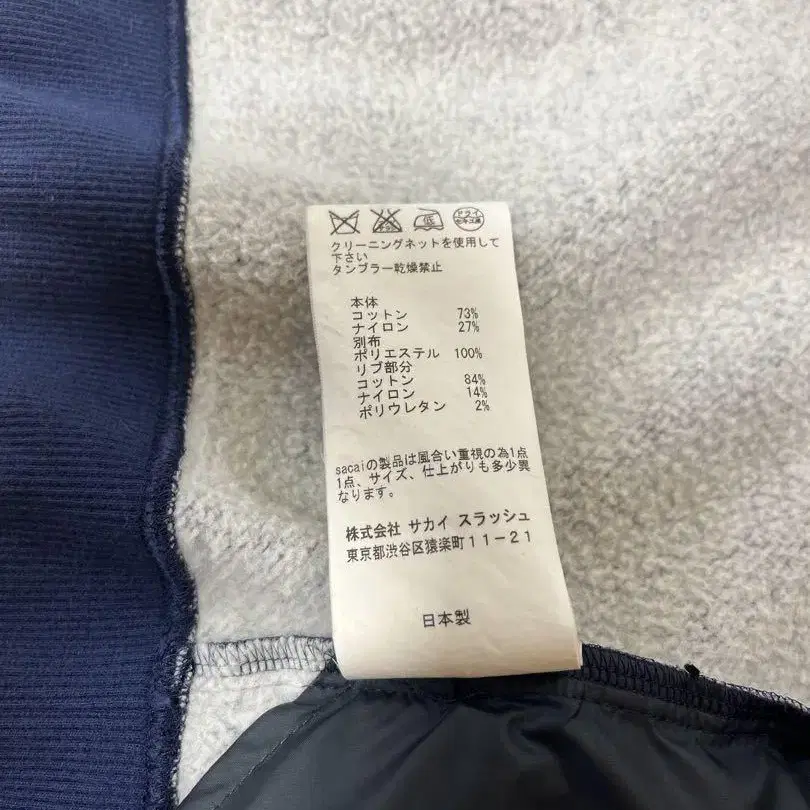 低 ドライ
クリーニングネットを使用して
下さい
タンブラー乾燥禁止
本体
コットン 73%
ナイロン 27%
別布
ポリエステル 100%
リブ部分
コットン 84%
ナイロン 14%
ポリウレタン 2%
sacaiの製品は風合い重視の為1点
1点、サイズ、仕上がりも多少異
なります。
株式会社 サカイ スラッシュ
東京都渋谷区猿楽町11-21
日本製